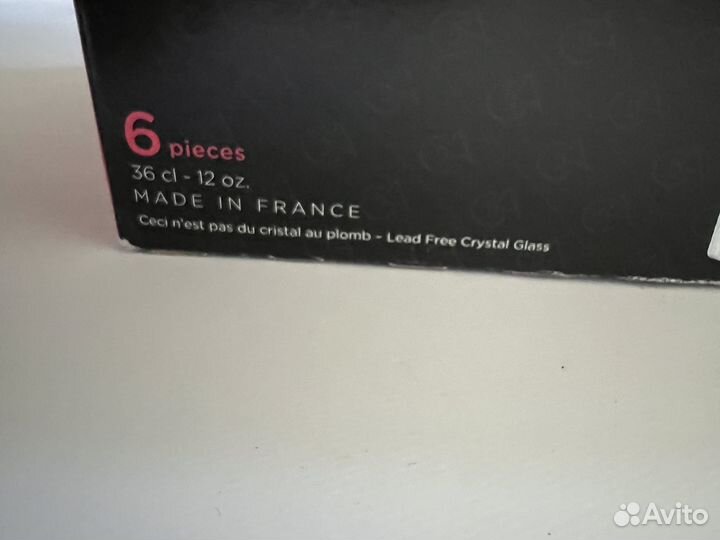 6 pieces
36 cl - 12 oz.
MADE IN FRANCE
Ceci n'est pas du cristal au plomb - Lead Free Crystal Glass
Avito